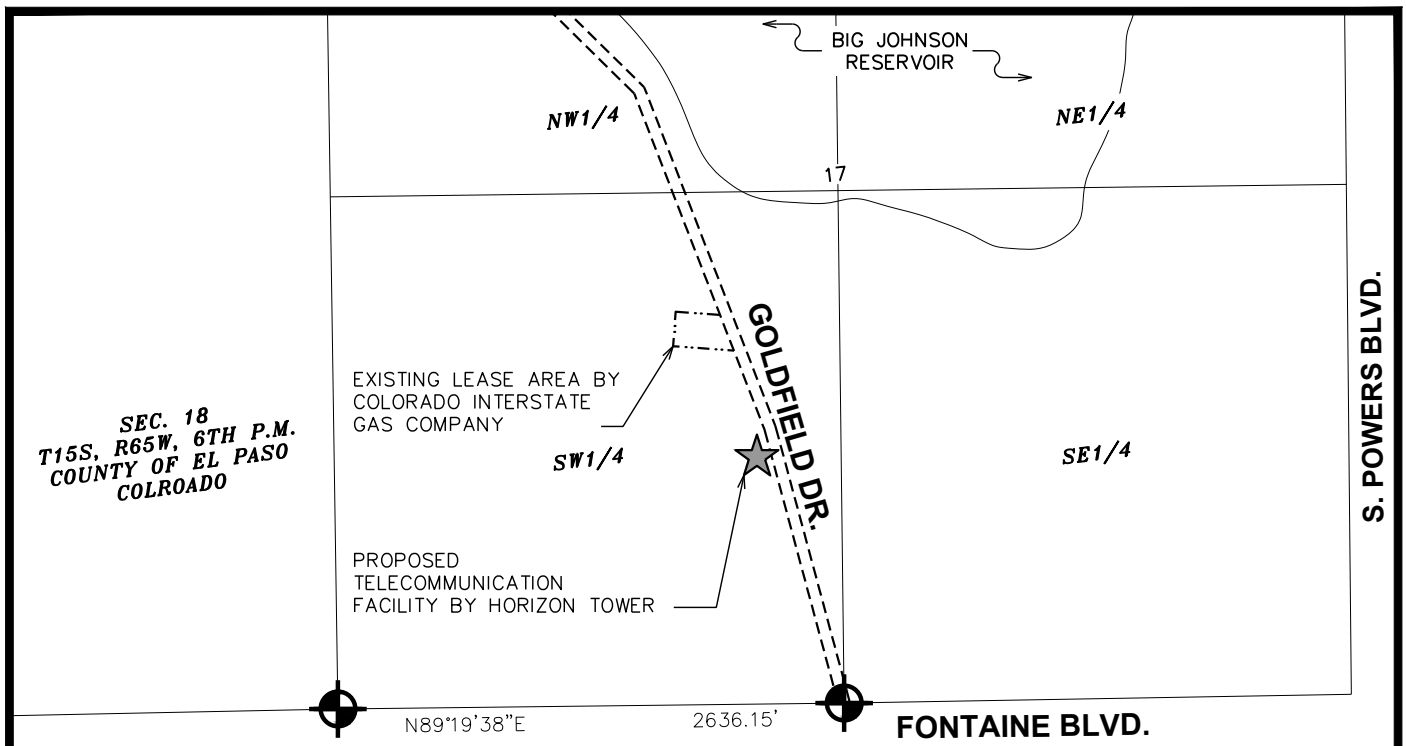 BIG JOHNSON
RESERVOIR
NW1/4
NE1/4
17
GOLDFIELD DR.
S. POWERS BLVD.
EXISTING LEASE AREA BY
COLORADO INTERSTATE
GAS COMPANY
SEC. 18
T15S, R65W, 6TH P.M.
COUNTY OF EL PASO
COLROADO
SW1/4
SE1/4
PROPOSED
TELECOMMUNICATION
FACILITY BY HORIZON TOWER
N89°19'38"E
2636.15'
FONTAINE BLVD.